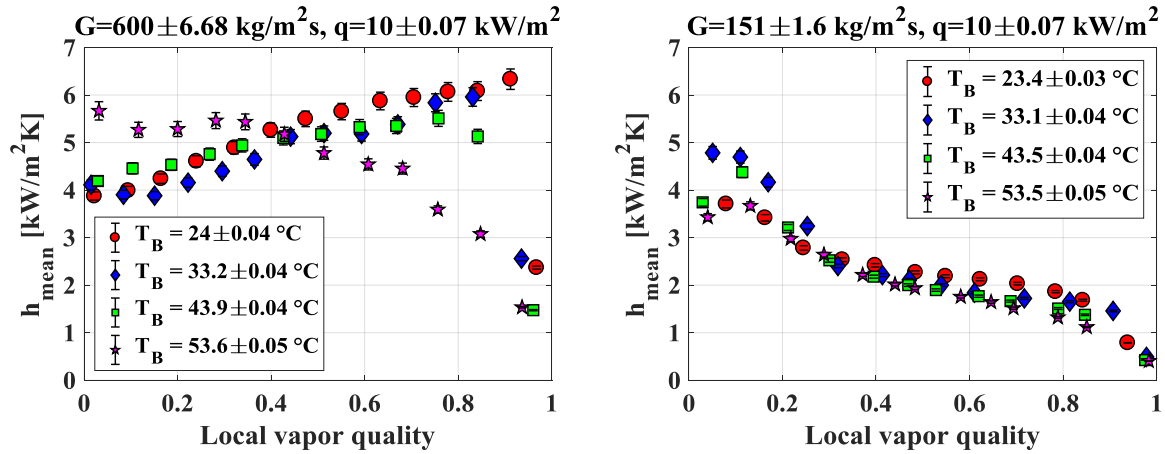 G=600±6.68 kg/m²s, q=10±0.07 kW/m²
h_mean [kW/m²K]
7
6
5
4
3
2
1
0
T_B = 24±0.04 °C
T_B = 33.2±0.04 °C
T_B = 43.9±0.04 °C
T_B = 53.6±0.05 °C
0 0.2 0.4 0.6 0.8 1
Local vapor quality
G=151±1.6 kg/m²s, q=10±0.07 kW/m²
h_mean [kW/m²K]
7
6
5
4
3
2
1
0
T_B = 23.4±0.03 °C
T_B = 33.1±0.04 °C
T_B = 43.5±0.04 °C
T_B = 53.5±0.05 °C
0 0.2 0.4 0.6 0.8 1
Local vapor quality